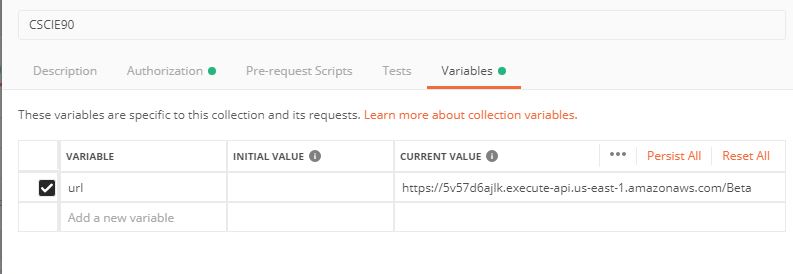 CSCIE90
Description Authorization Pre-request Scripts Tests Variables
These variables are specific to this collection and its requests. Learn more about collection variables.
VARIABLE INITIAL VALUE CURRENT VALUE ••• Persist All Reset All
url https://5v57d6ajlk.execute-api.us-east-1.amazonaws.com/Beta
Add a new variable